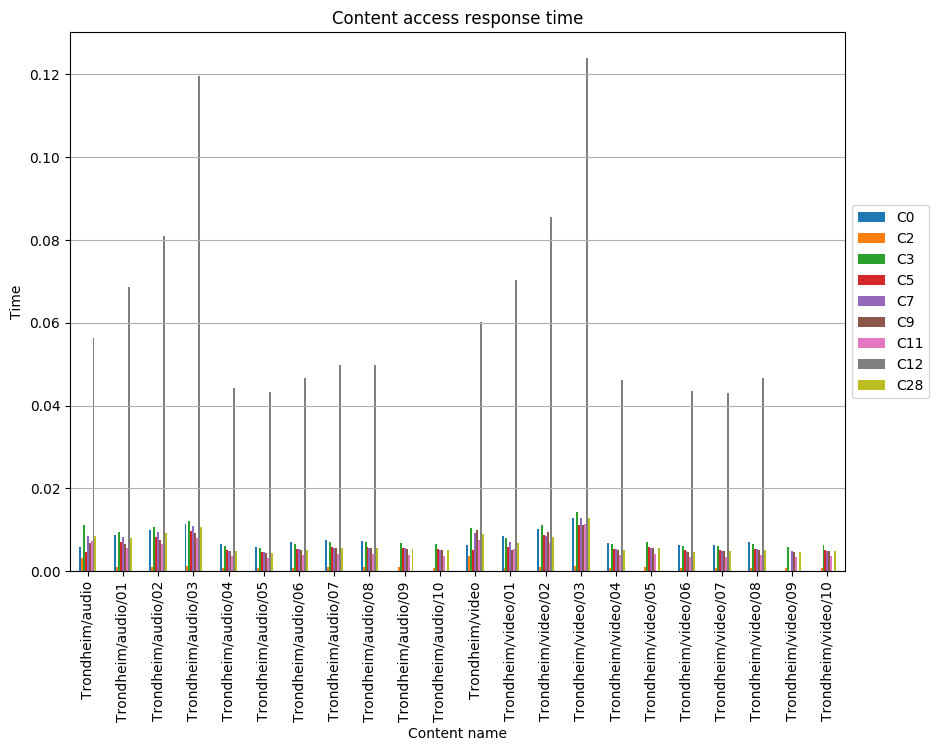 Content access response time
Time
0.12
0.10
0.08
0.06
0.04
0.02
0.00
C0
C2
C3
C5
C7
C9
C11
C12
C28
Trondheim/audio
Trondheim/audio/01
Trondheim/audio/02
Trondheim/audio/03
Trondheim/audio/04
Trondheim/audio/05
Trondheim/audio/06
Trondheim/audio/07
Trondheim/audio/08
Trondheim/audio/09
Trondheim/audio/10
Trondheim/video
Trondheim/video/01
Trondheim/video/02
Trondheim/video/03
Trondheim/video/04
Trondheim/video/05
Trondheim/video/06
Trondheim/video/07
Trondheim/video/08
Trondheim/video/09
Trondheim/video/10
Content name